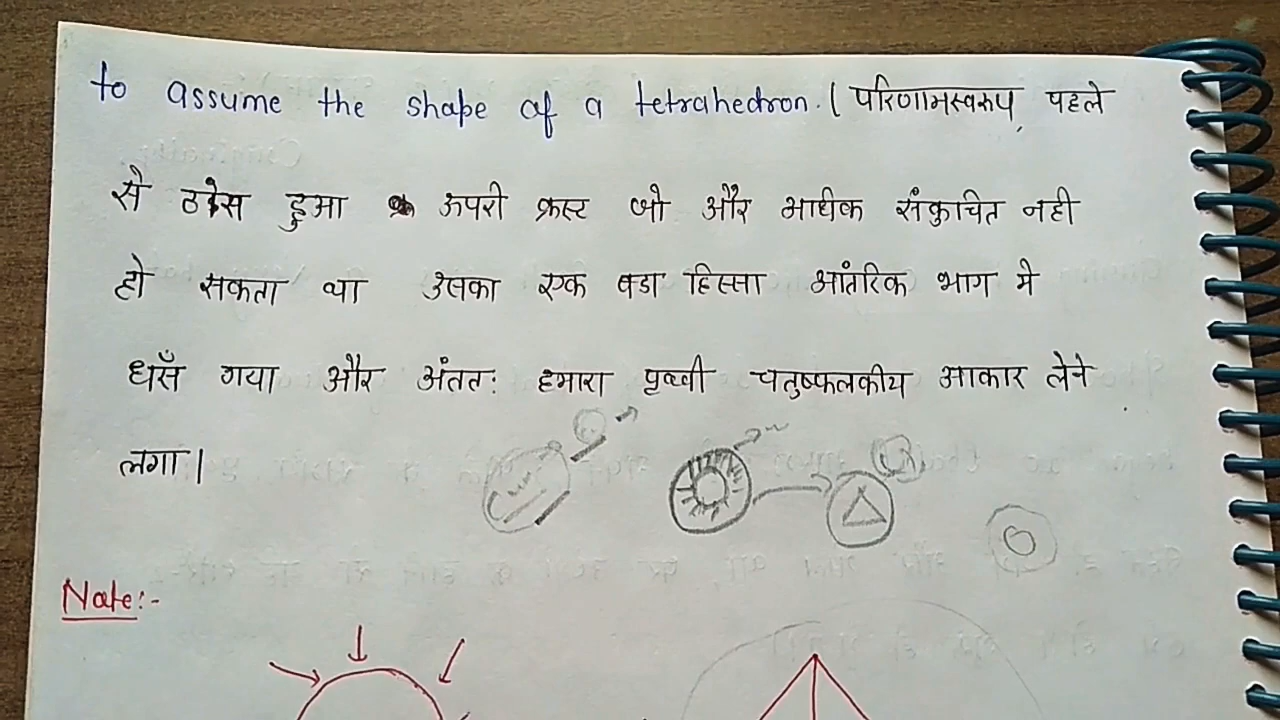 to assume the shape of a tetrahedron. ( परिणामस्वरूप, पहले
से ठोस हुआ ऊपरी क्रस्ट जो और अधिक संकुचित नही
हो सकता था उसका एक बडा हिस्सा आंतरिक भाग मे
धसँ गया और अंततः हमारा पृथ्वी चतुष्फलकीय आकार लेने
लगा।
Note:-